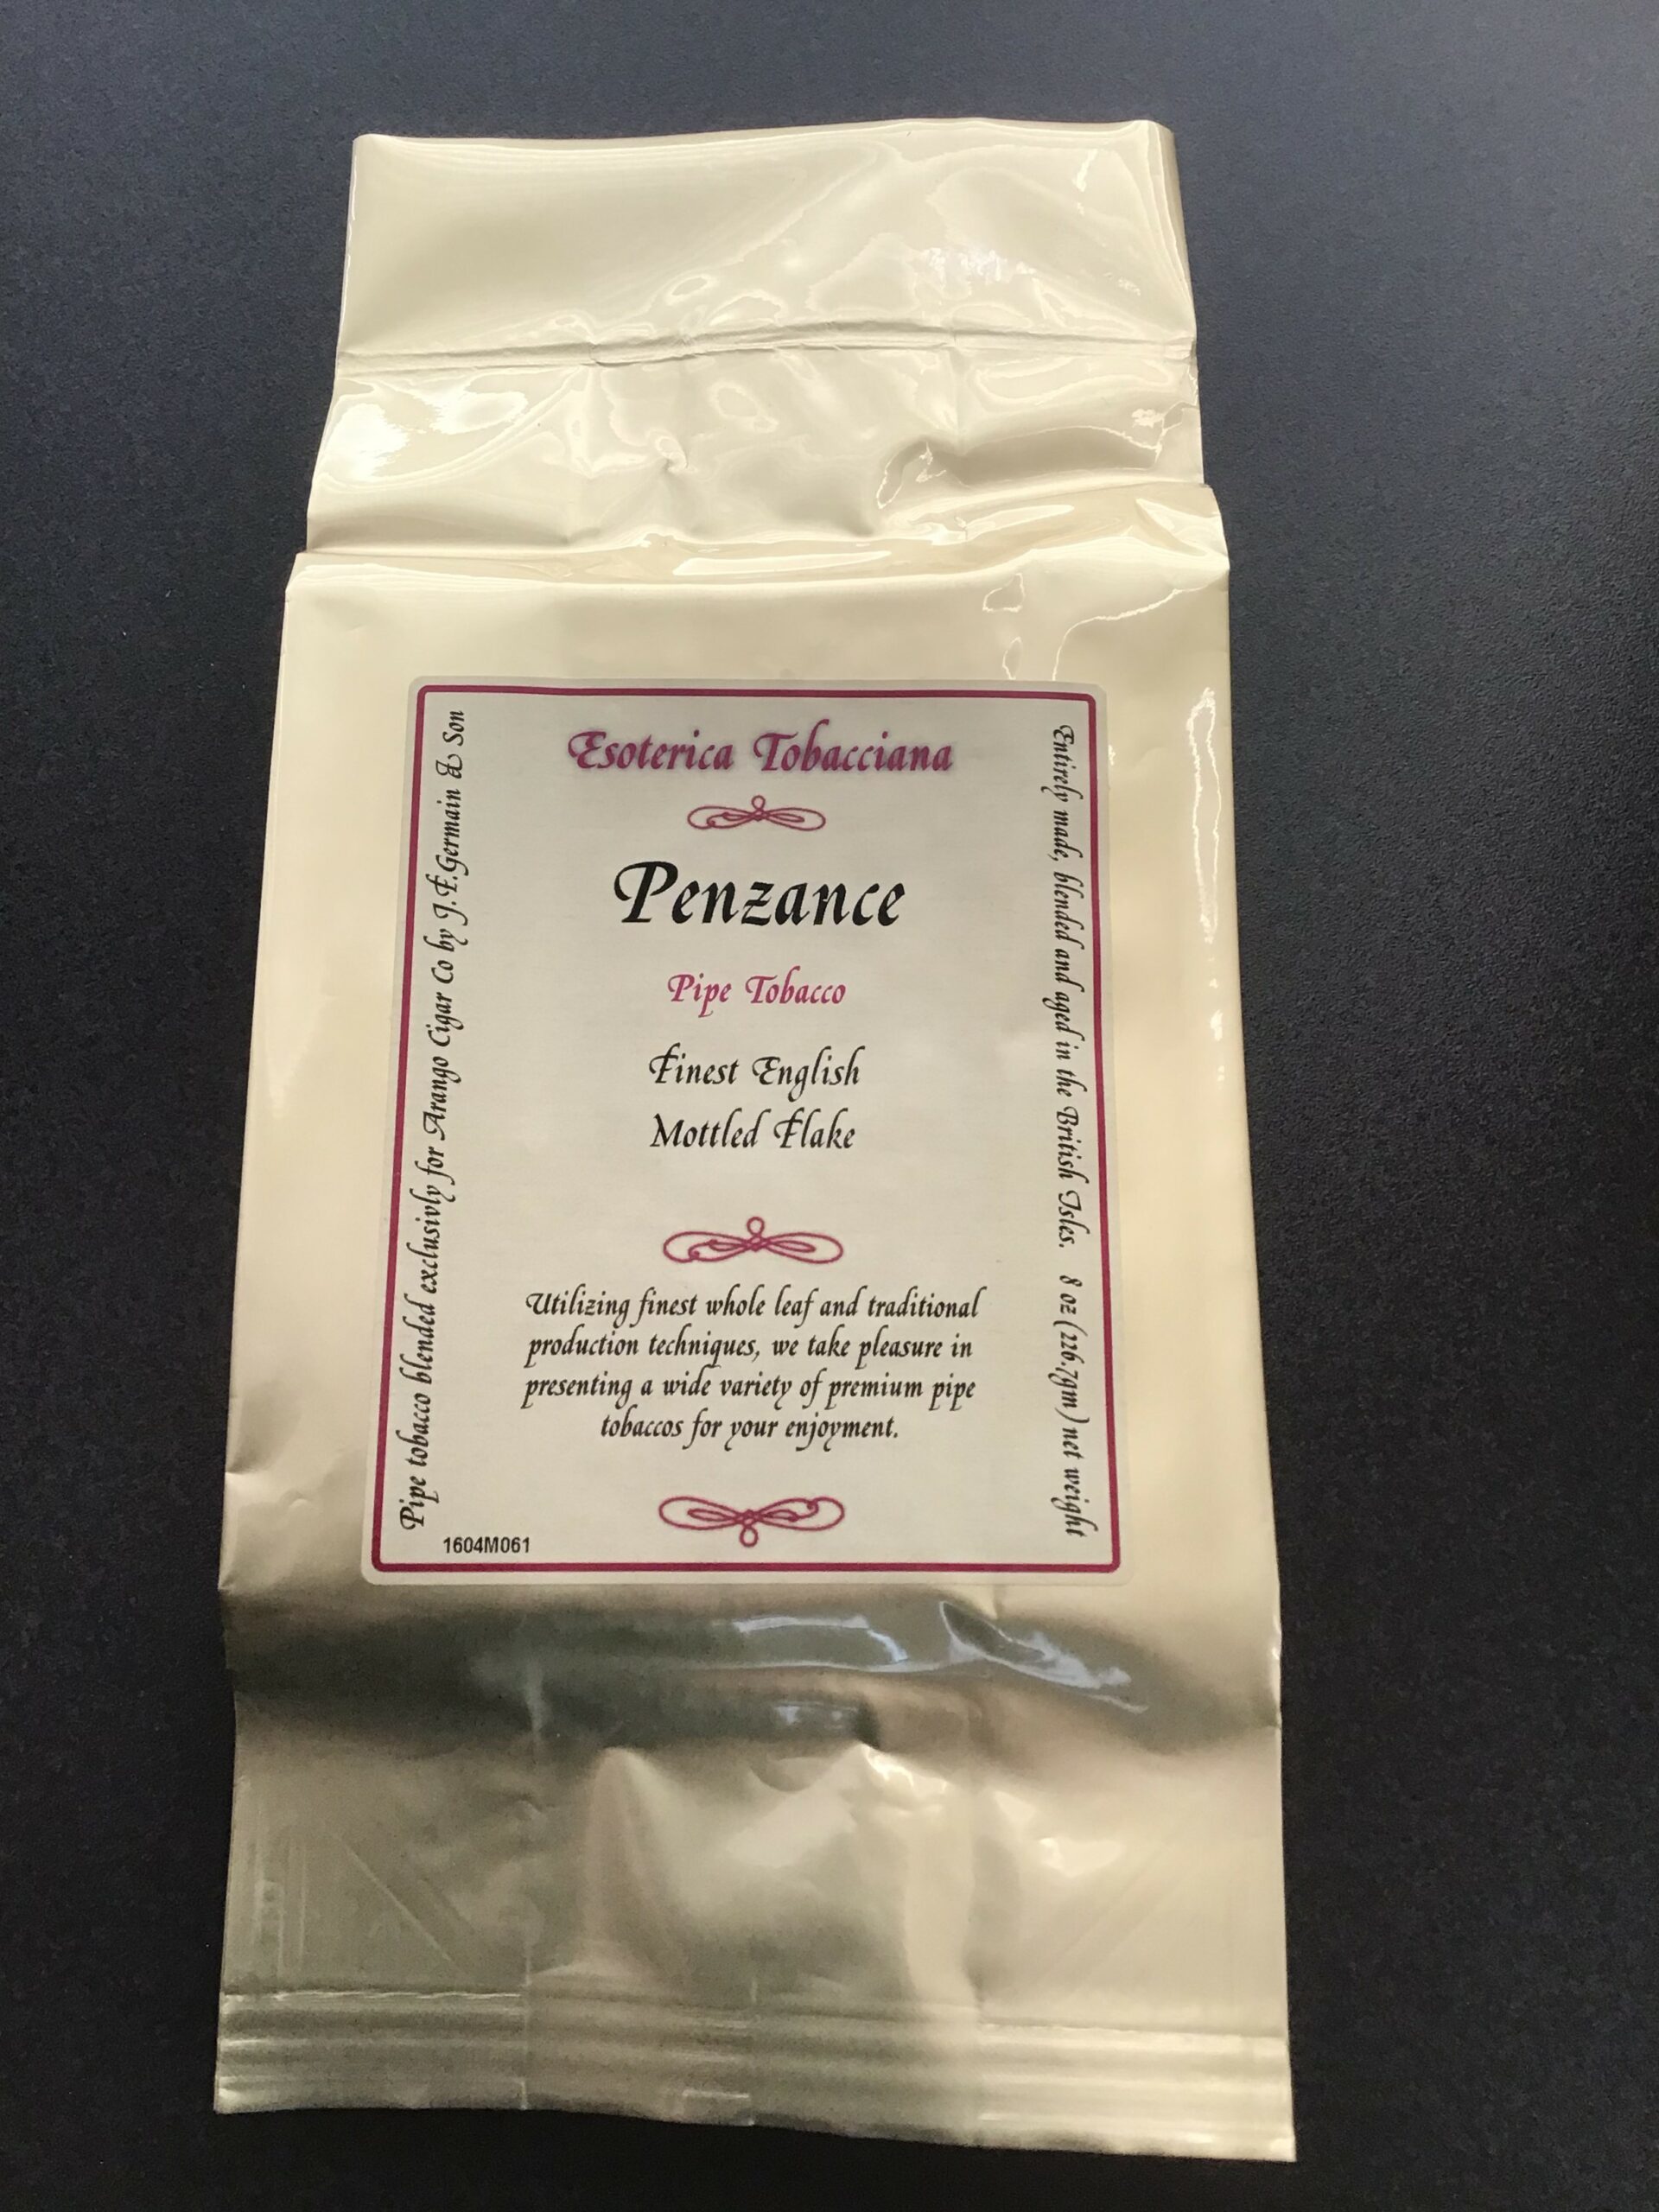 Esoterica Tobacciana
Penzance
Pipe Tobacco
Finest English
Mottled Flake
Utilizing finest whole leaf and traditional
production techniques, we take pleasure in
presenting a wide variety of premium pipe
tobaccos for your enjoyment.
Pipe tobacco blended exclusivly for Arango Cigar Co by J.F.Germain & Son
Entirely made, blended and aged in the British Isles. 8 oz (226.7gm) net weight
1604M061